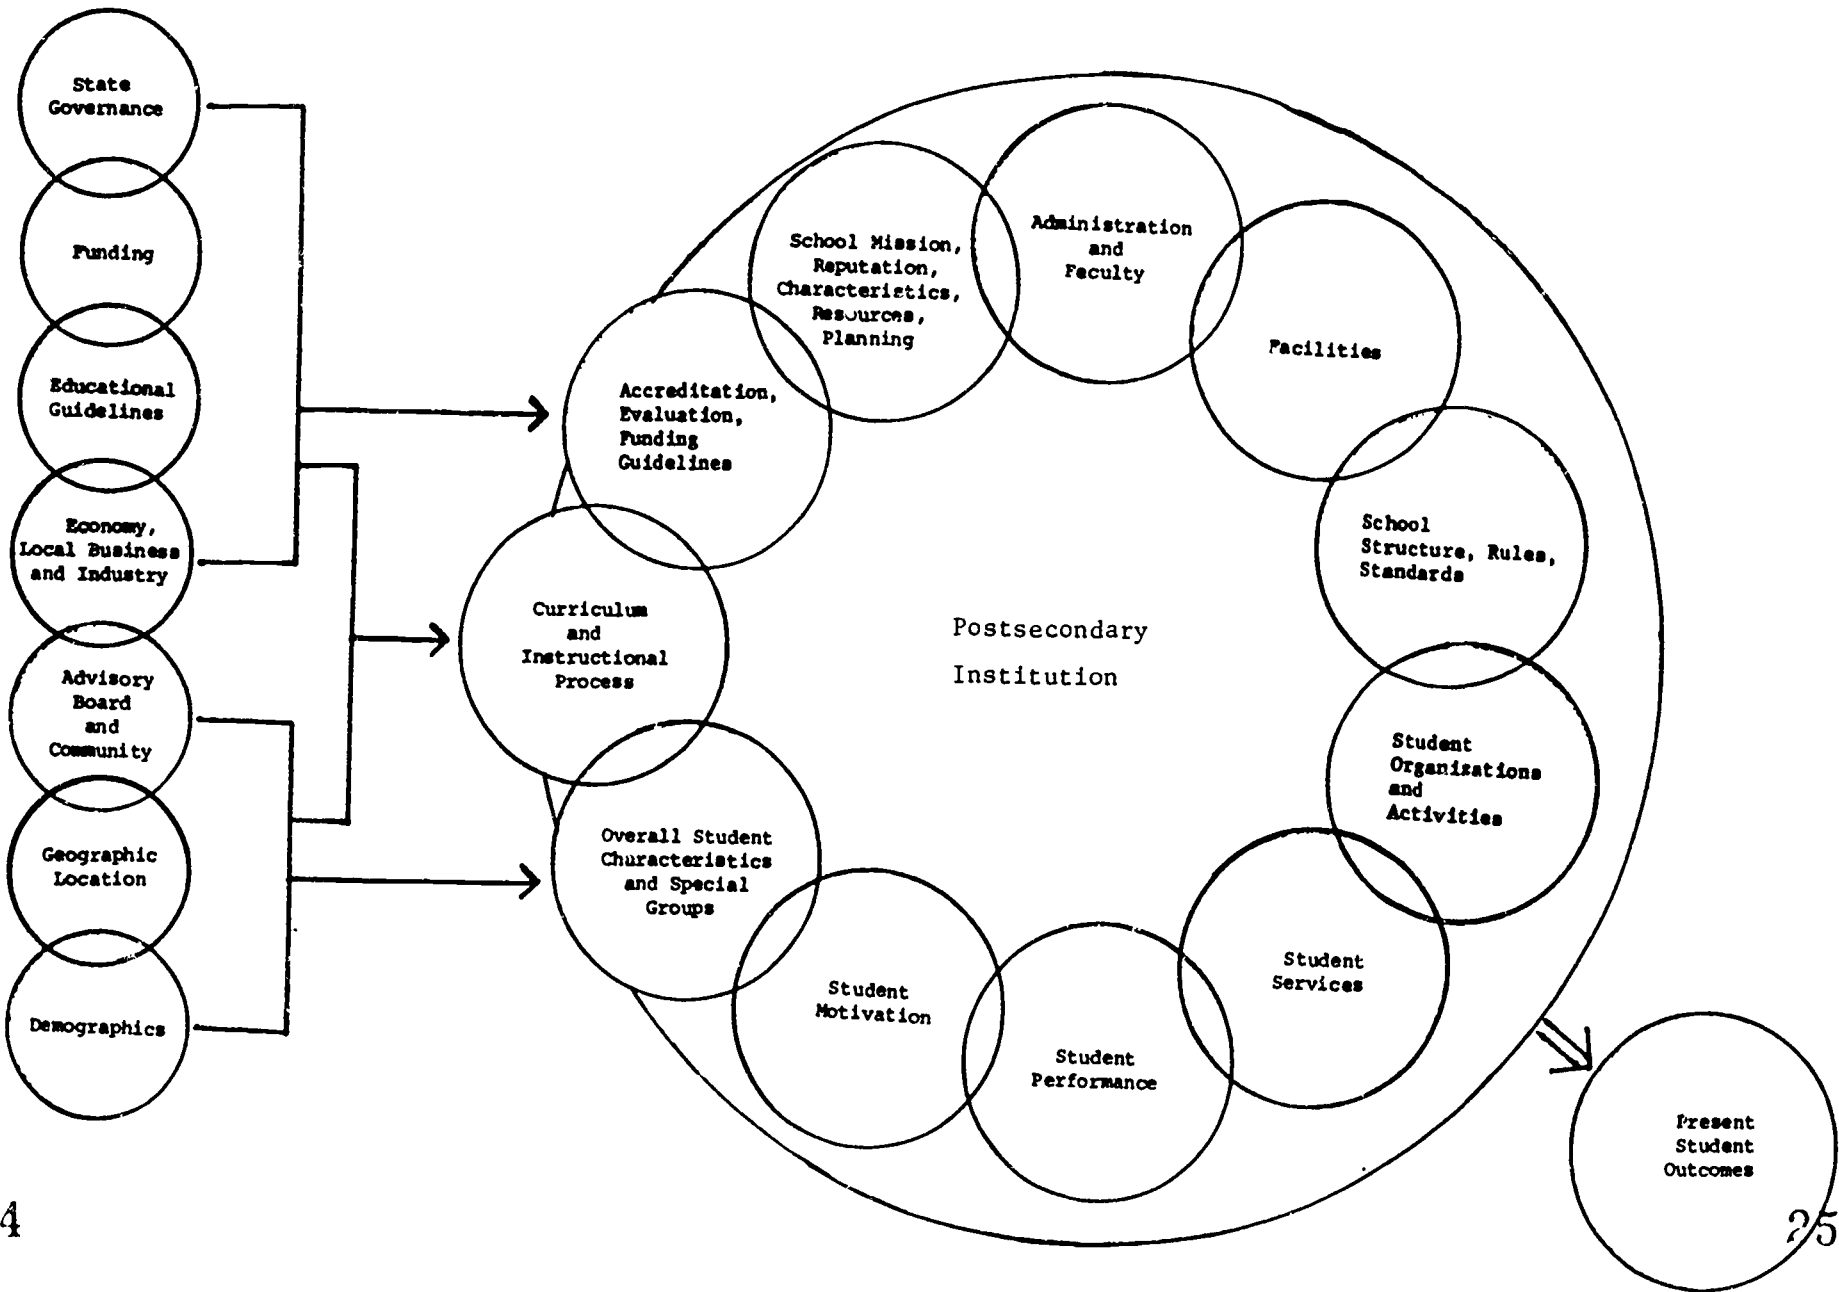 State
Governance
Funding
Educational
Guidelines
Economy,
Local Business
and Industry
Advisory
Board
and
Community
Geographic
Location
Demographics
School Mission,
Reputation,
Characteristics,
Resources,
Planning
Administration
and
Faculty
Facilities
Accreditation,
Evaluation,
Funding
Guidelines
School
Structure, Rules,
Standards
Curriculum
and
Instructional
Process
Postsecondary
Institution
Student
Organizations
and
Activities
Overall Student
Characteristics
and Special
Groups
Student
Services
Student
Motivation
Student
Performance
Present
Student
Outcomes
4
25